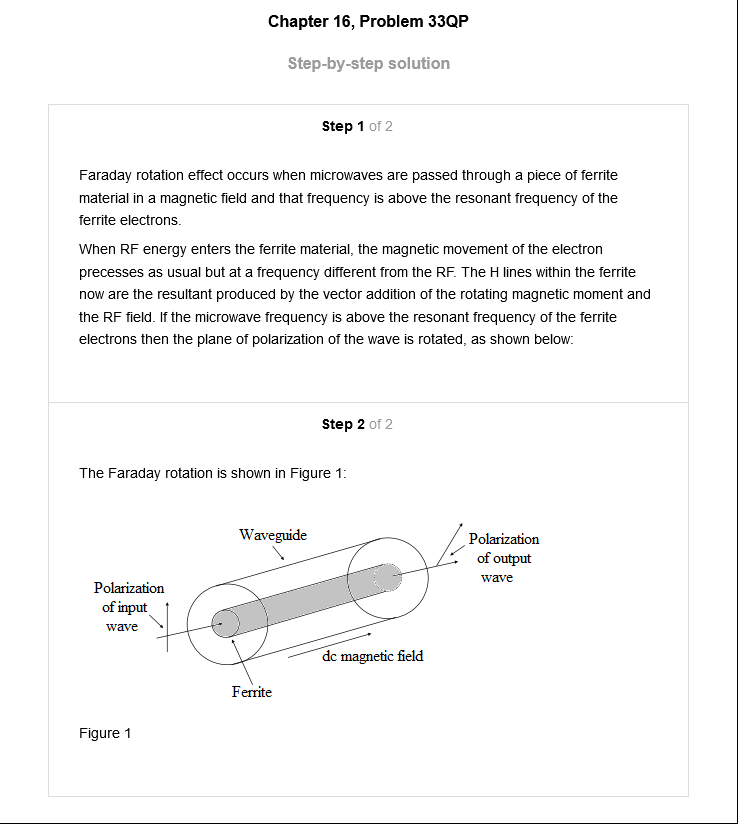 Chapter 16, Problem 33QP
Step-by-step solution
Step 1 of 2
Faraday rotation effect occurs when microwaves are passed through a piece of ferrite
material in a magnetic field and that frequency is above the resonant frequency of the
ferrite electrons.
When RF energy enters the ferrite material, the magnetic movement of the electron
precesses as usual but at a frequency different from the RF. The H lines within the ferrite
now are the resultant produced by the vector addition of the rotating magnetic moment and
the RF field. If the microwave frequency is above the resonant frequency of the ferrite
electrons then the plane of polarization of the wave is rotated, as shown below:
Step 2 of 2
The Faraday rotation is shown in Figure 1:
Waveguide
Polarization
of output
wave
Polarization
of input
wave
dc magnetic field
Ferrite
Figure 1